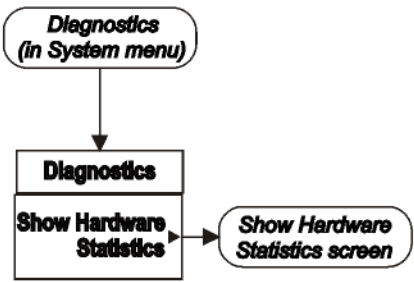 Diagnostics
(in System menu)
Diagnostics
Show Hardware
Statistics
Show Hardware
Statistics screen